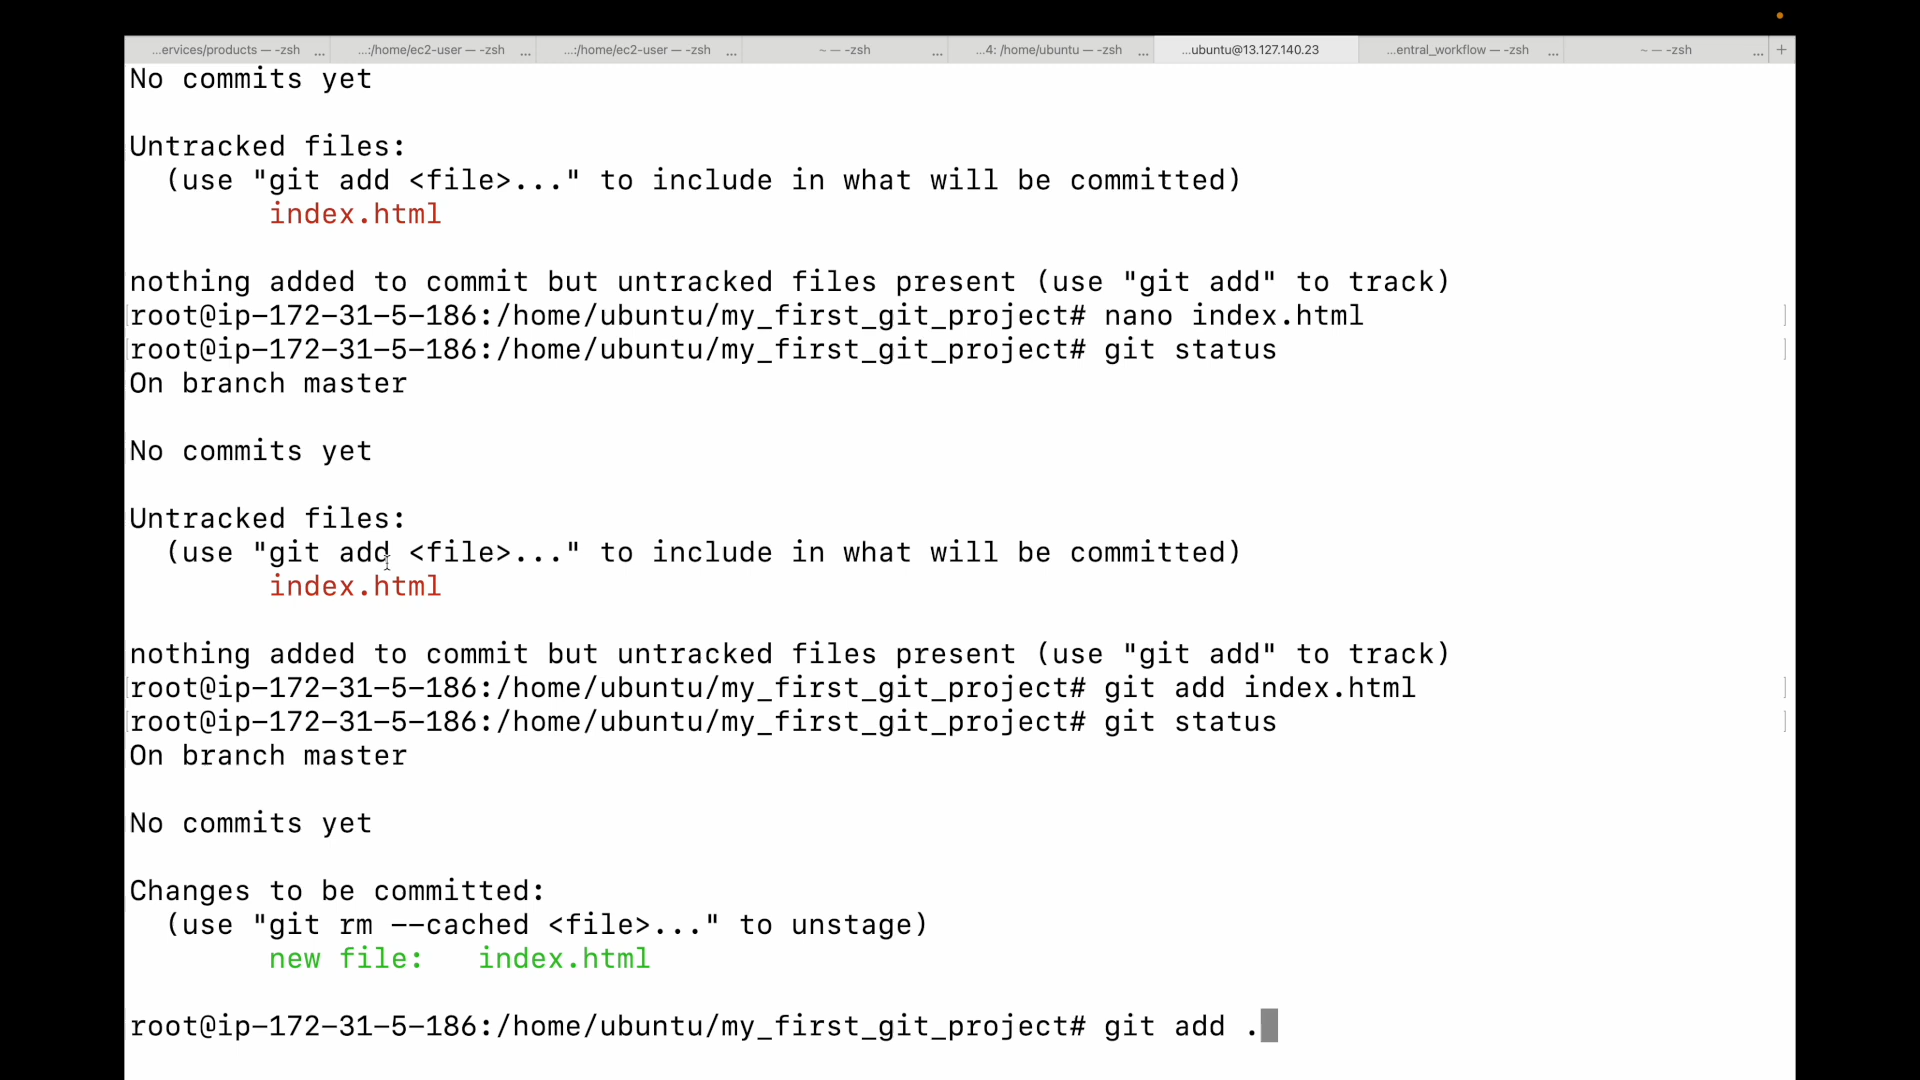 ...ervices/products — -zsh ... ...:/home/ec2-user — -zsh ... ...:/home/ec2-user — -zsh ... ~ — -zsh ... ...4: /home/ubuntu — -zsh ... ...ubuntu@13.127.140.23 ...entral_workflow — -zsh ... ~ — -zsh ... +
No commits yet
Untracked files:
(use "git add <file>..." to include in what will be committed)
index.html
nothing added to commit but untracked files present (use "git add" to track)
root@ip-172-31-5-186:/home/ubuntu/my_first_git_project# nano index.html
root@ip-172-31-5-186:/home/ubuntu/my_first_git_project# git status
On branch master
No commits yet
Untracked files:
(use "git add <file>..." to include in what will be committed)
index.html
nothing added to commit but untracked files present (use "git add" to track)
root@ip-172-31-5-186:/home/ubuntu/my_first_git_project# git add index.html
root@ip-172-31-5-186:/home/ubuntu/my_first_git_project# git status
On branch master
No commits yet
Changes to be committed:
(use "git rm --cached <file>..." to unstage)
new file:   index.html
root@ip-172-31-5-186:/home/ubuntu/my_first_git_project# git add .